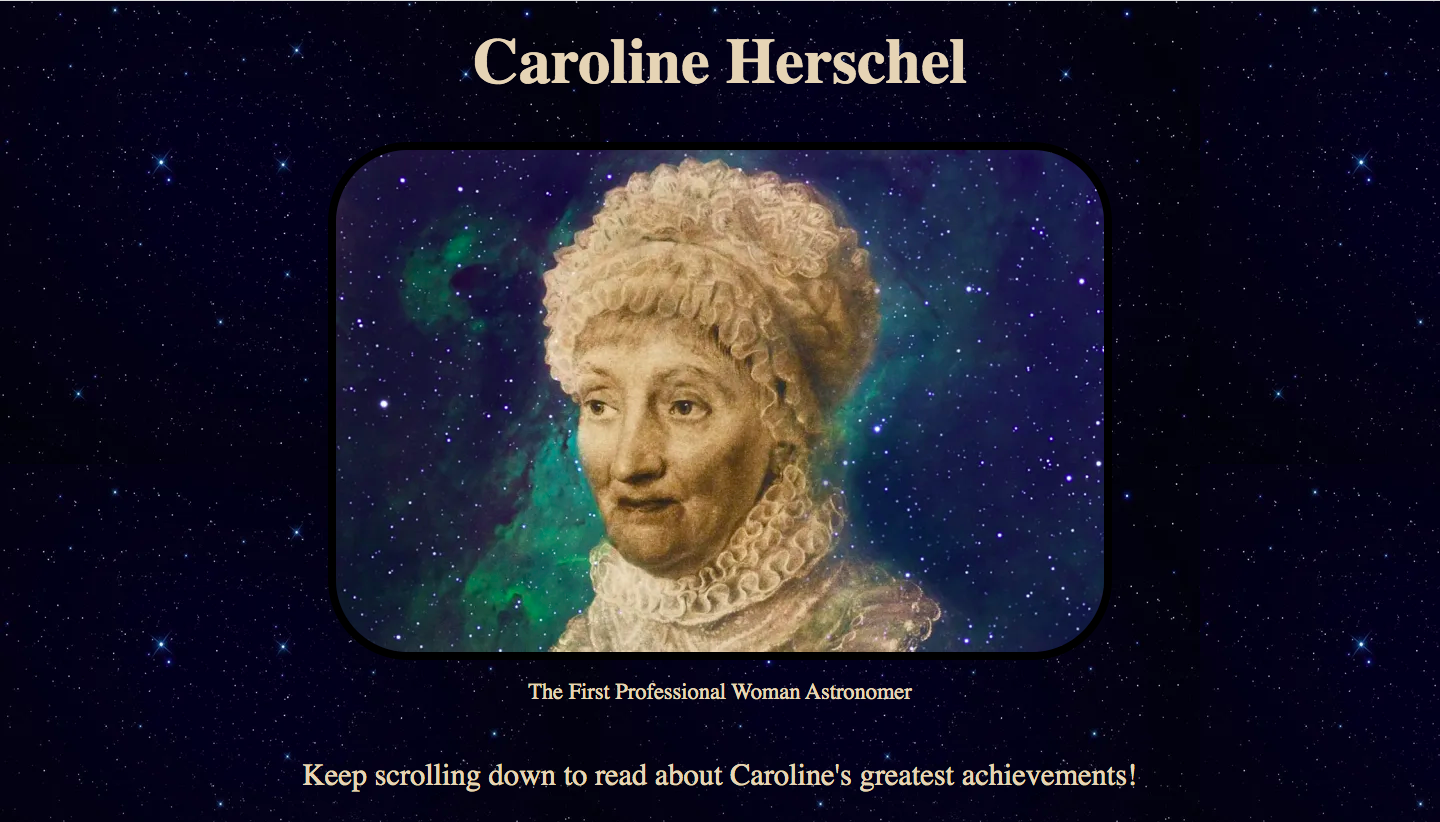 Caroline Herschel
The First Professional Woman Astronomer
Keep scrolling down to read about Caroline's greatest achievements!